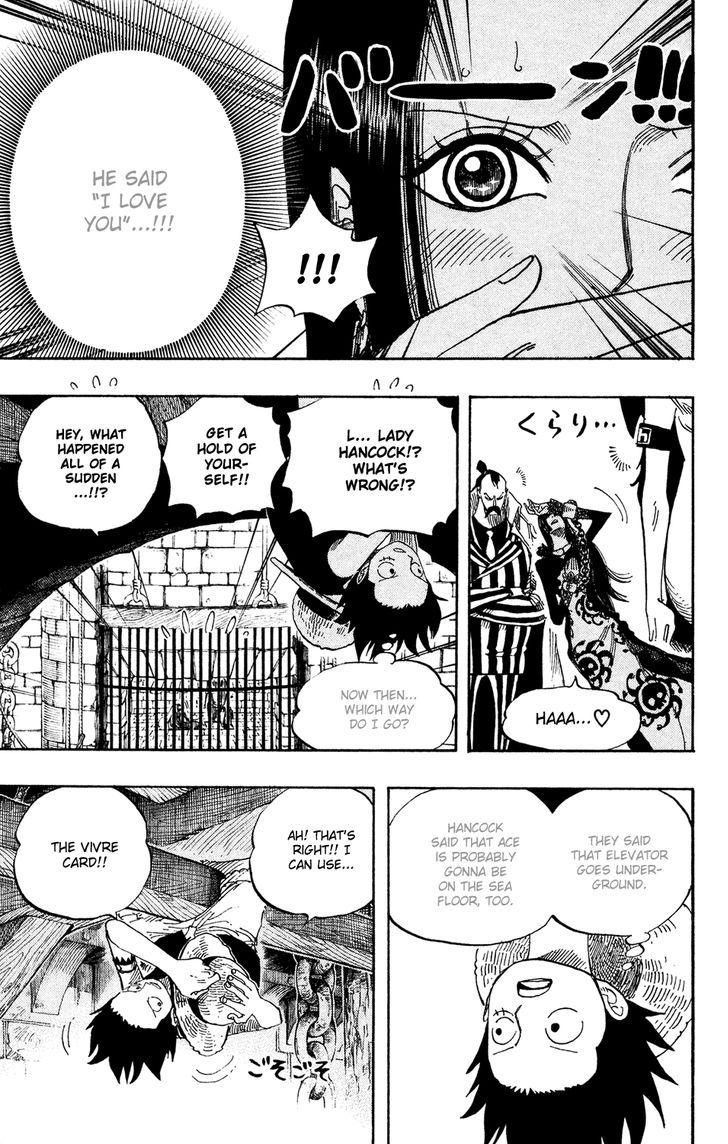 バーン!!!
!!!
HE SAID
"I LOVE
YOU"...!!!
くらり…
HAAA...♡
L... LADY
HANCOCK!?
WHAT'S
WRONG!?
GET
A HOLD
OF
YOUR-
SELF!!
HEY, WHAT
HAPPENED
ALL OF A
SUDDEN
...!!?
NOW THEN...
WHICH WAY
DO I GO?
THEY SAID
THAT ELEVATOR
GOES UNDER-
GROUND.
HANCOCK
SAID THAT ACE
IS PROBABLY
GONNA BE
ON THE SEA
FLOOR, TOO.
AH! THAT'S
RIGHT!! I
CAN USE...
THE VIVRE
CARD!!
ごそごそ